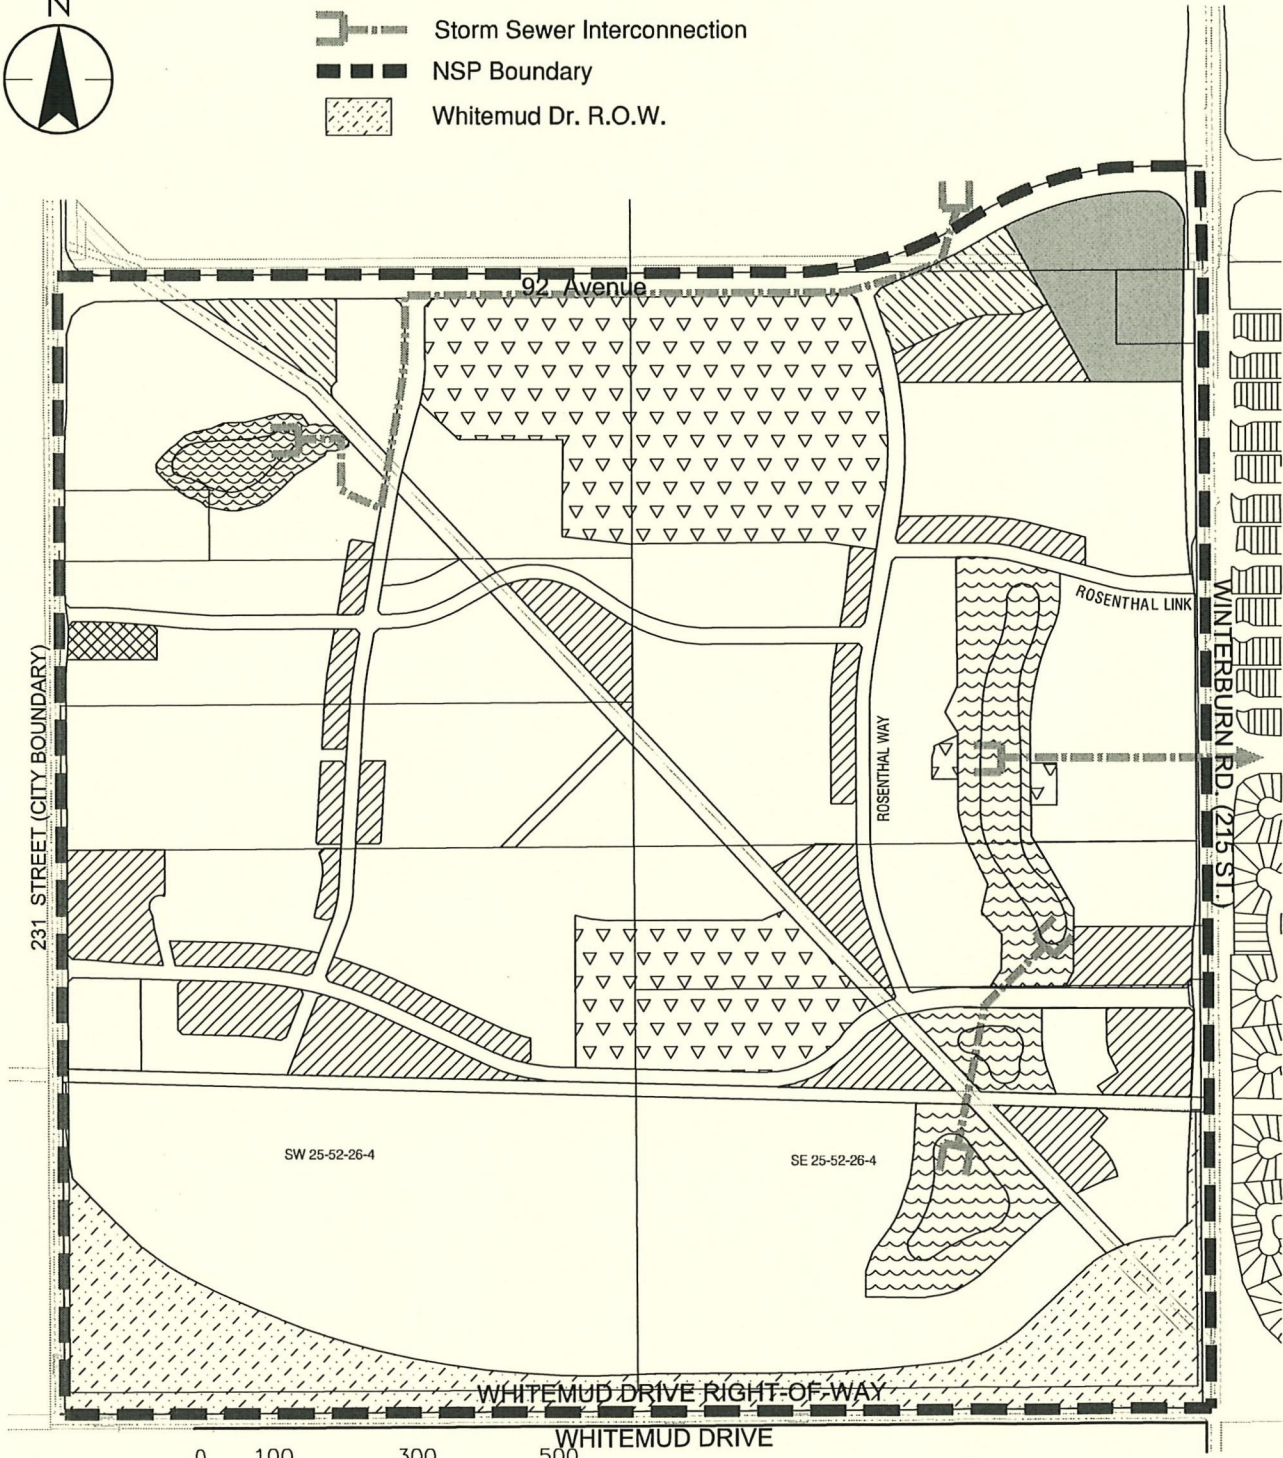 N
Storm Sewer Interconnection
NSP Boundary
Whitemud Dr. R.O.W.
92 Avenue
ROSENTHAL LINK
WINTERBURN RD. (215 ST.)
231 STREET (CITY BOUNDARY)
ROSENTHAL WAY
SW 25-52-26-4
SE 25-52-26-4
WHITEMUD DRIVE RIGHT-OF-WAY
WHITEMUD DRIVE
0 100 300 500